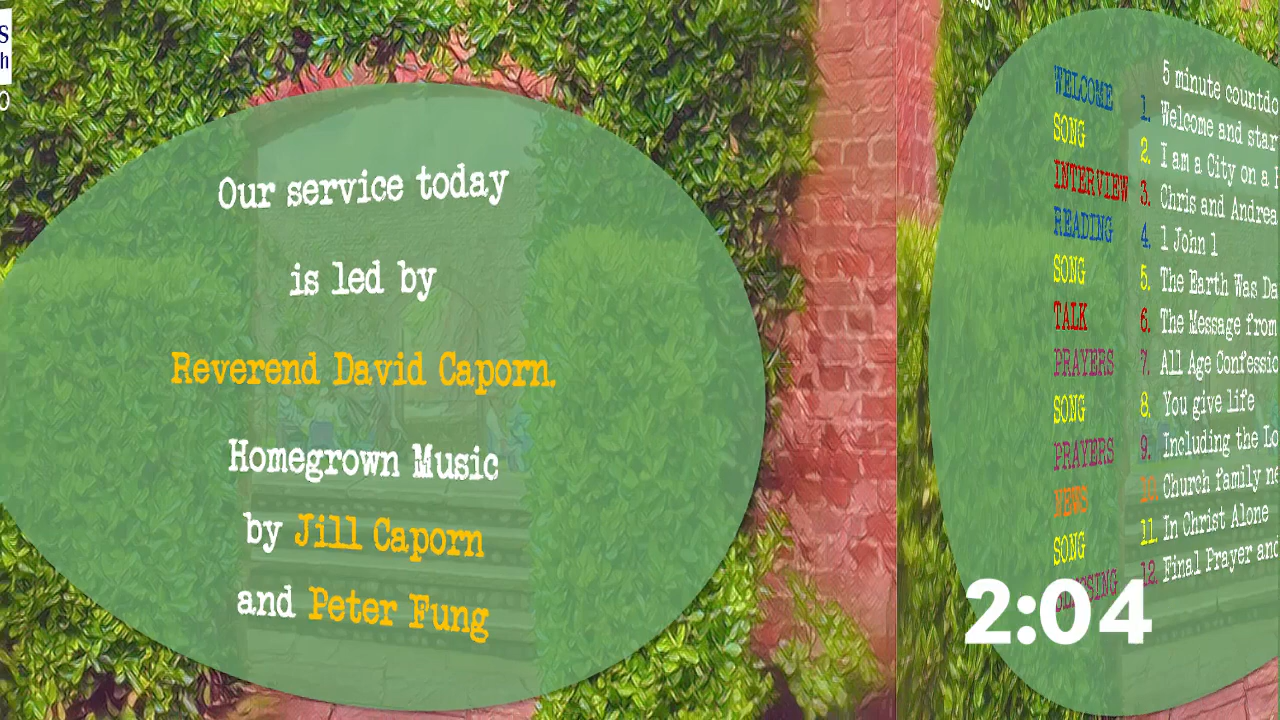 Our service today
is led by
Reverend David Caporn.
Homegrown Music
by Jill Caporn
and Peter Fung
5 minute
WELCOME 1. Welcome and
SONG 2. I am a City on a
INTERVIEW 3. Chris and
READING 4. 1 John 1
SONG 5. The Earth Was
TALK 6. The Message from
PRAYERS 7. All Age
SONG 8. You give life
PRAYERS 9. Including the
NEWS 10. Church family
SONG 11. In Christ Alone
12. Final Prayer and
2:04